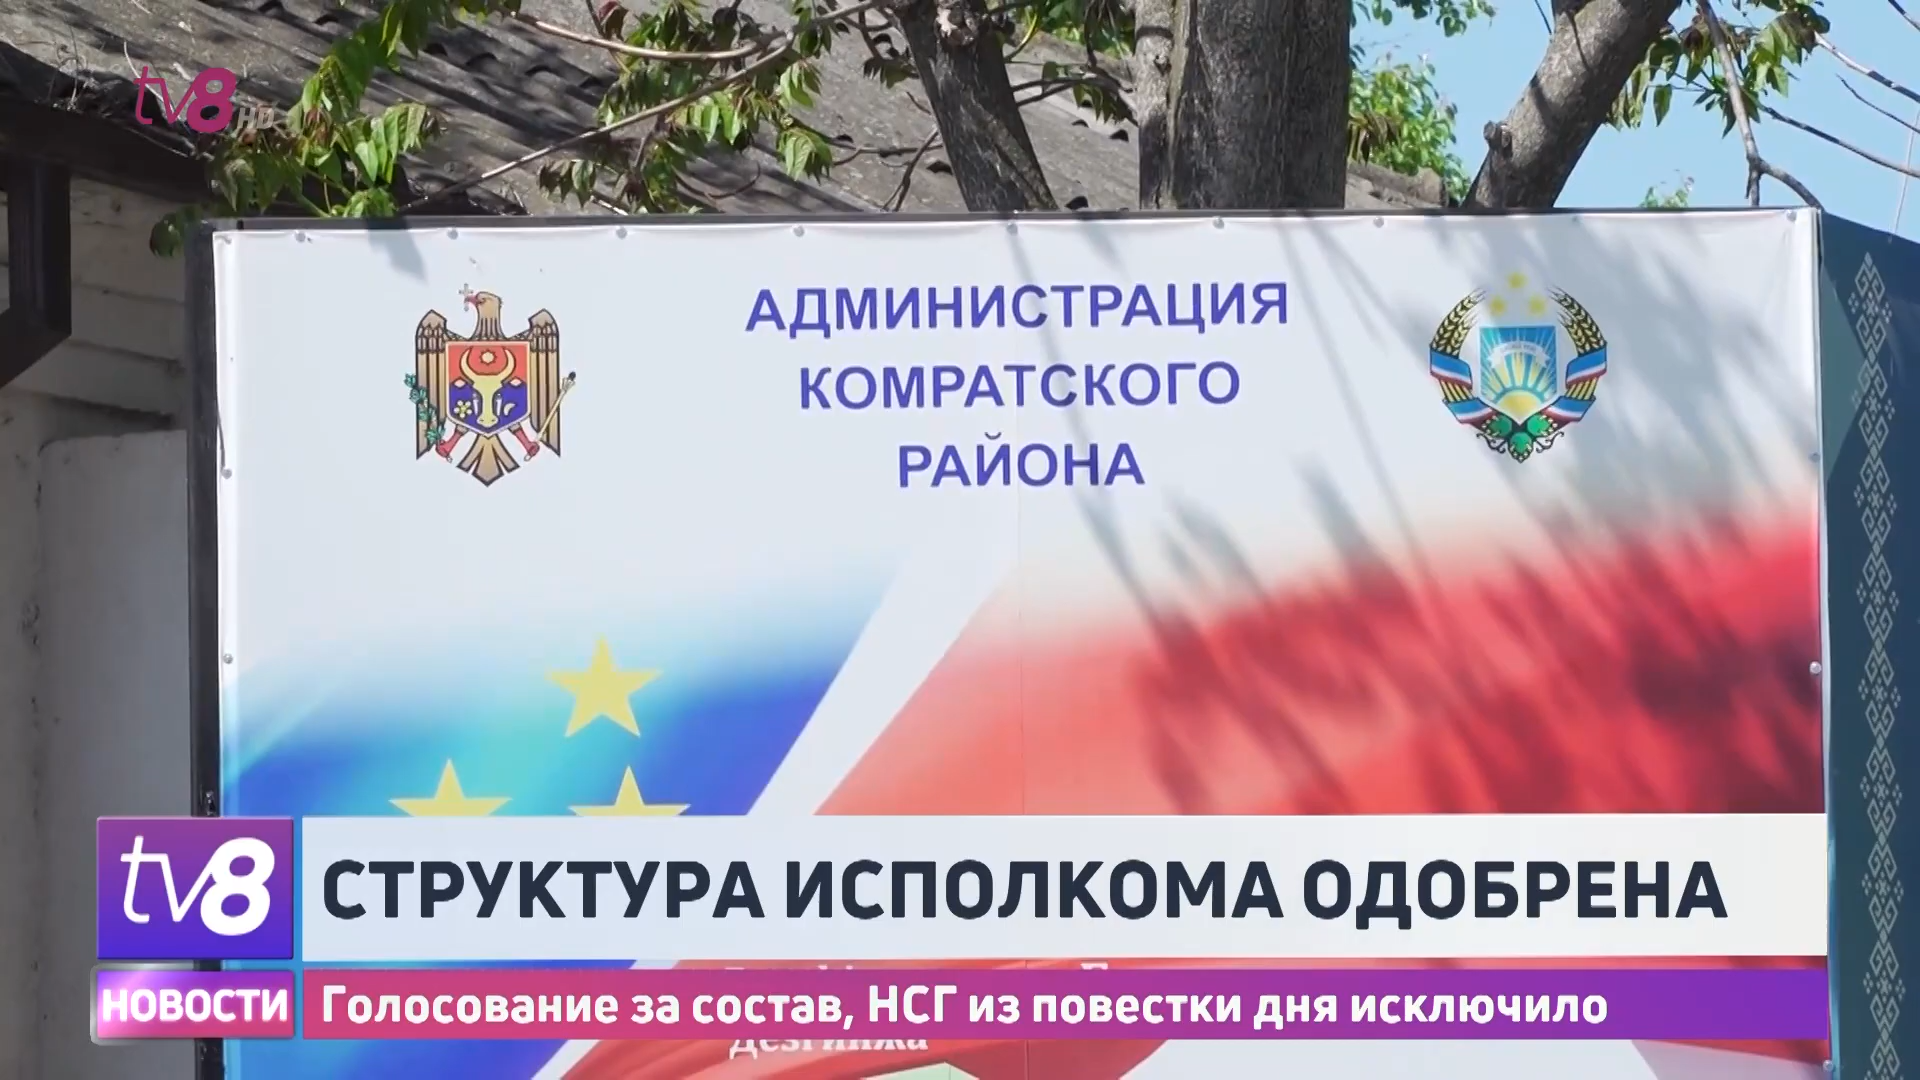 tv8 HD
АДМИНИСТРАЦИЯ
КОМРАТСКОГО
РАЙОНА
tv8
СТРУКТУРА ИСПОЛКОМА ОДОБРЕНА
НОВОСТИ
Голосование за состав, НСГ из повестки дня исключило